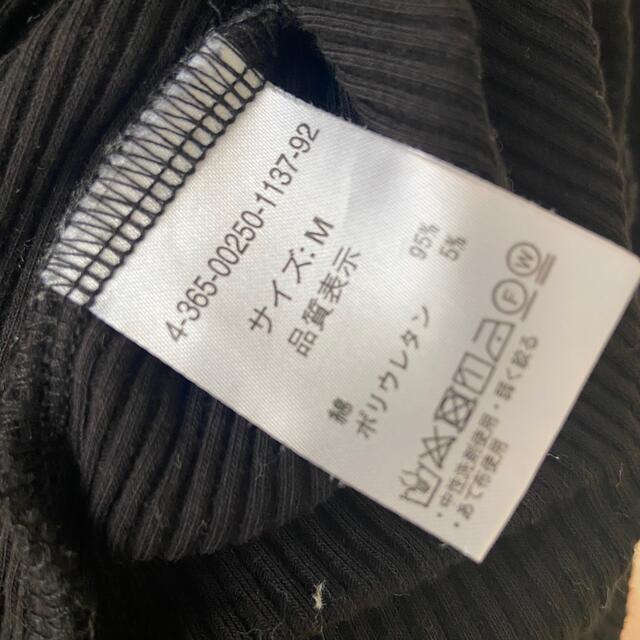 4-365-00250-1137-92
サイズ: M
品質表示
綿 95%
ポリウレタン 5%
F W
・中性洗剤使用・弱く絞る
・あて布使用